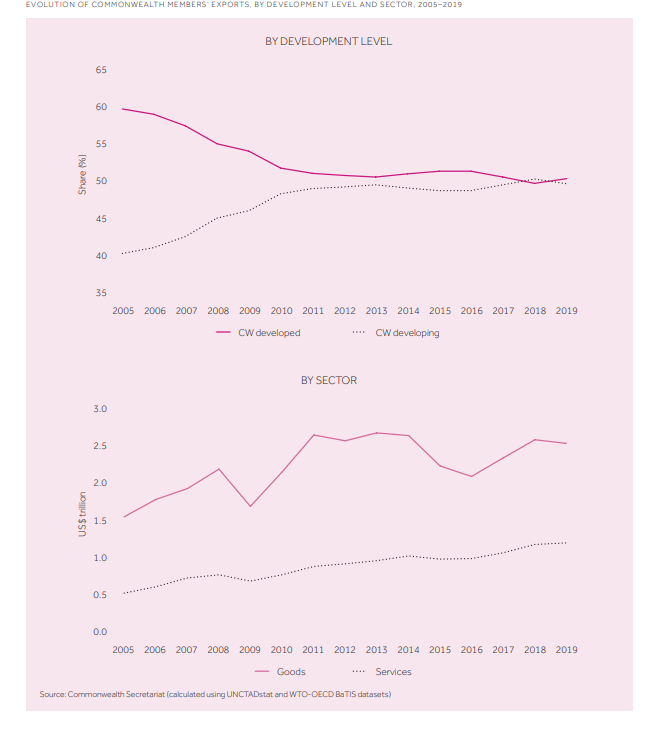 EVOLUTION OF COMMONWEALTH MEMBERS' EXPORTS, BY DEVELOPMENT LEVEL AND SECTOR, 2005–2019
BY DEVELOPMENT LEVEL
65
60
55
50
45
40
35
Share (%)
2005 2006 2007 2008 2009 2010 2011 2012 2013 2014 2015 2016 2017 2018 2019
CW developed CW developing
BY SECTOR
3.0
2.5
2.0
1.5
1.0
0.5
0.0
US$ trillion
2005 2006 2007 2008 2009 2010 2011 2012 2013 2014 2015 2016 2017 2018 2019
Goods Services
Source: Commonwealth Secretariat (calculated using UNCTADstat and WTO-OECD BaTIS datasets)